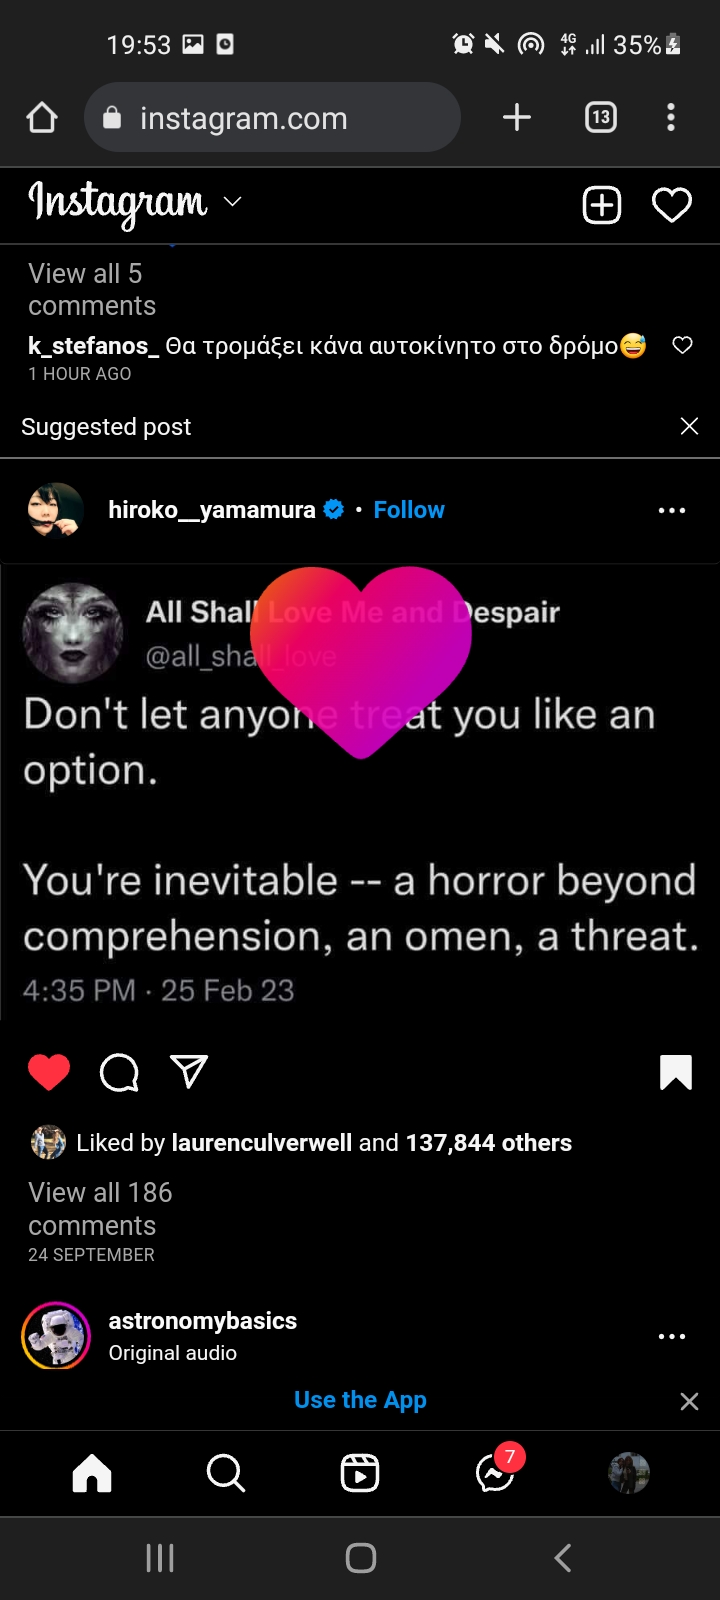 19:53
4G
35%
instagram.com
13
Instagram
View all 5
comments
k_stefanos_ Θα τρομάξει κάνα αυτοκίνητο στο δρόμο😅
1 HOUR AGO
Suggested post
hiroko__yamamura • Follow
All Shall Love Me and Despair
@all_shall_love
Don't let anyone treat you like an
option.
You're inevitable -- a horror beyond
comprehension, an omen, a threat.
4:35 PM · 25 Feb 23
Liked by laurenculverwell and 137,844 others
View all 186
comments
24 SEPTEMBER
astronomybasics
Original audio
Use the App
7